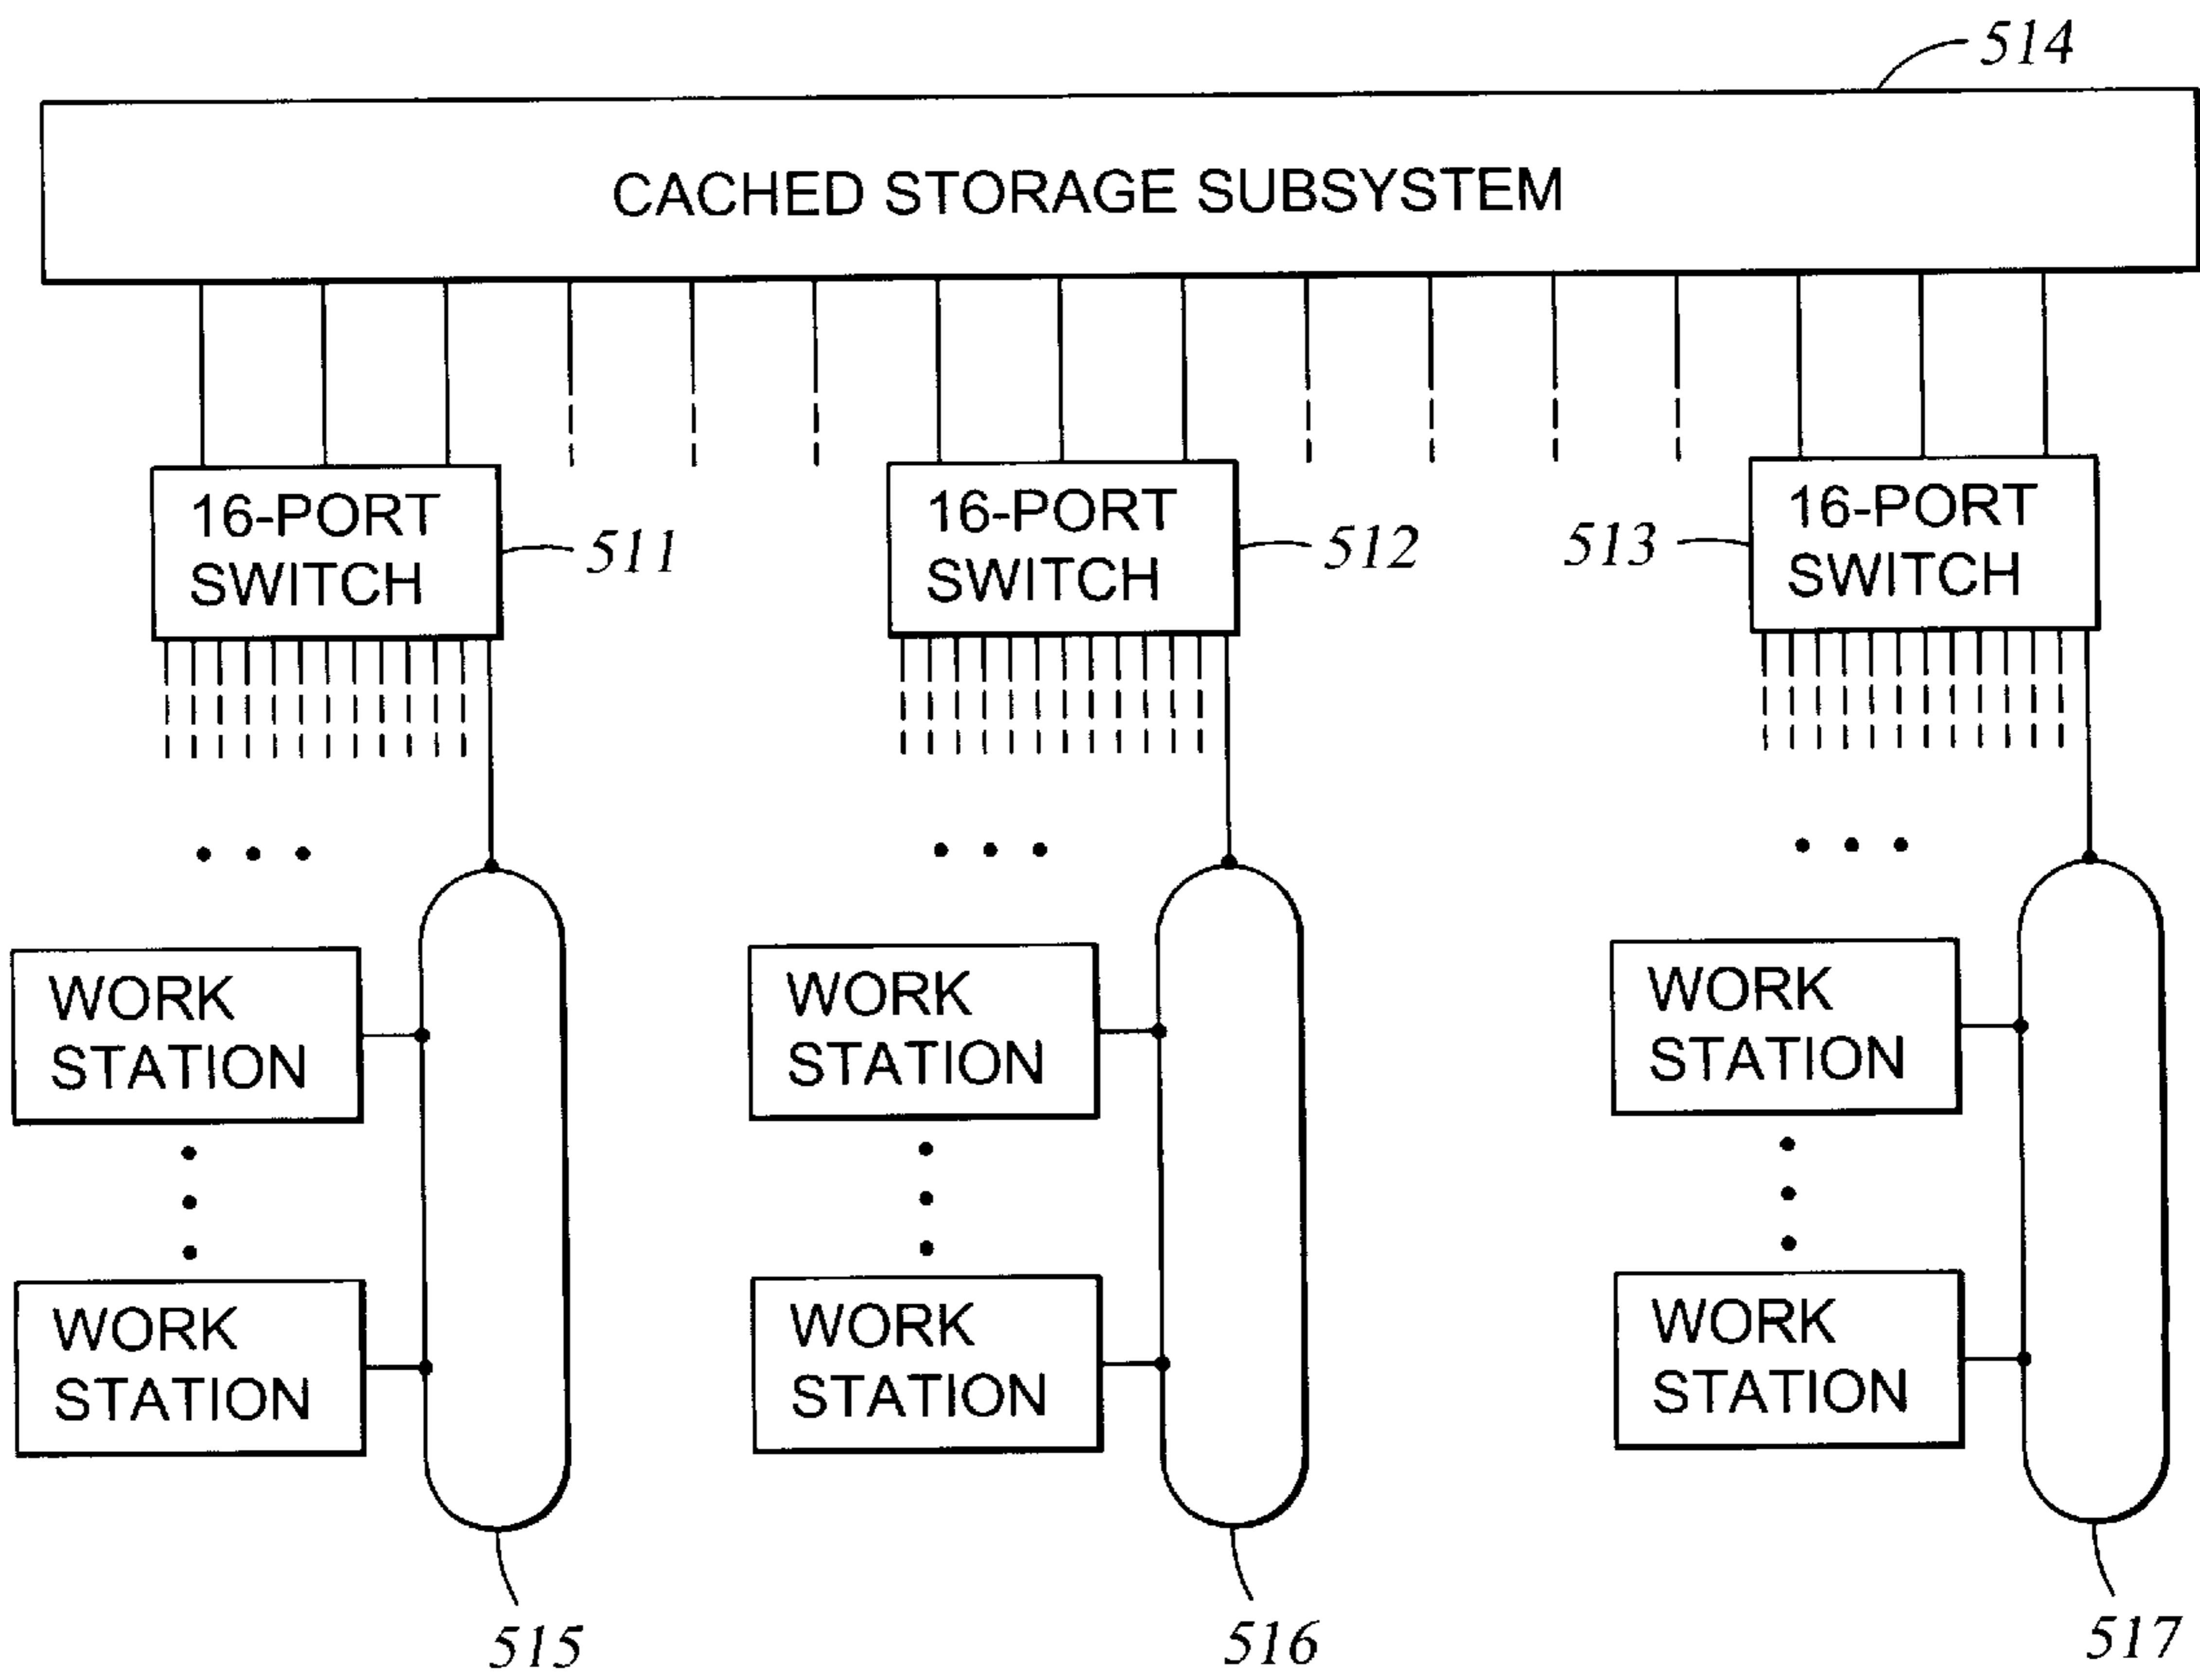 514
CACHED STORAGE SUBSYSTEM
16-PORT
SWITCH
511
16-PORT
SWITCH
512
513
16-PORT
SWITCH
WORK
STATION
WORK
STATION
WORK
STATION
WORK
STATION
WORK
STATION
WORK
STATION
515
516
517